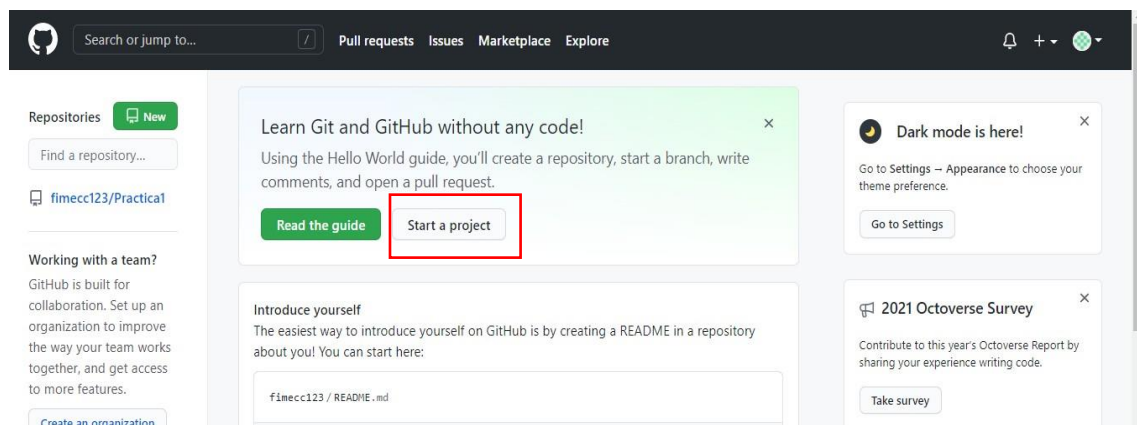 Search or jump to... / Pull requests Issues Marketplace Explore
Repositories New
Find a repository...
fimecc123/Practica1
Working with a team?
GitHub is built for
collaboration. Set up an
organization to improve
the way your team works
together, and get access
to more features.
Create an organization
Learn Git and GitHub without any code!
Using the Hello World guide, you'll create a repository, start a branch, write
comments, and open a pull request.
Read the guide Start a project
Introduce yourself
The easiest way to introduce yourself on GitHub is by creating a README in a repository
about you! You can start here:
fimecc123 / README.md
Dark mode is here!
Go to Settings → Appearance to choose your
theme preference.
Go to Settings
2021 Octoverse Survey
Contribute to this year's Octoverse Report by
sharing your experience writing code.
Take survey